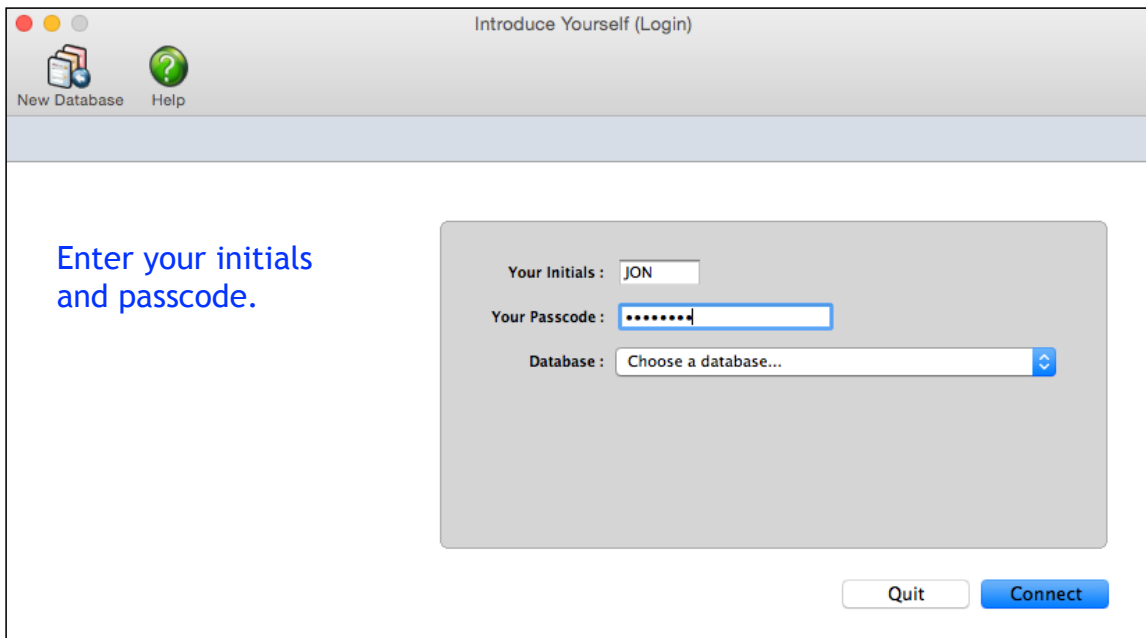 Introduce Yourself (Login)
New Database
Help
Enter your initials
and passcode.
Your Initials : JON
Your Passcode : ••••••••
Database : Choose a database...
Quit
Connect